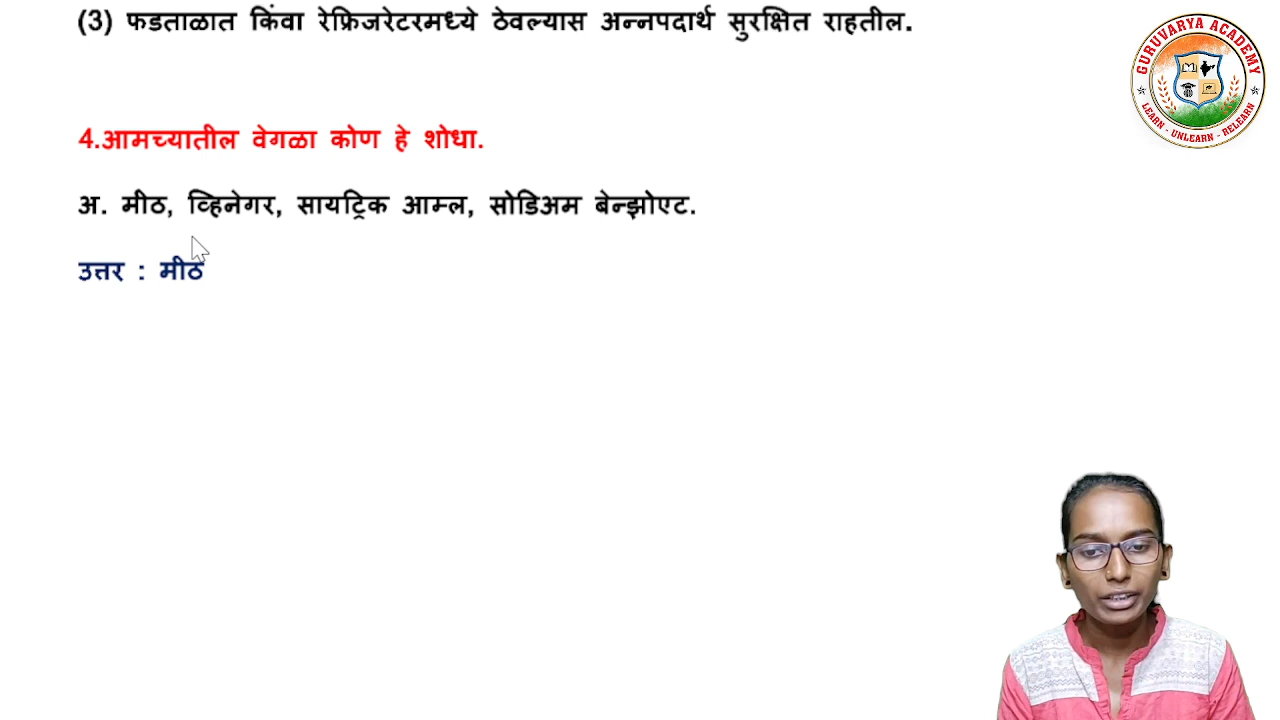 (3) फडताळात किंवा रेफ्रिजरेटरमध्ये ठेवल्यास अन्नपदार्थ सुरक्षित राहतील.
GURUVARYA ACADEMY
LEARN - UNLEARN - RELEARN
4.आमच्यातील वेगळा कोण हे शोधा.
अ. मीठ, व्हिनेगर, सायट्रिक आम्ल, सोडिअम बेन्झोएट.
उत्तर : मीठ